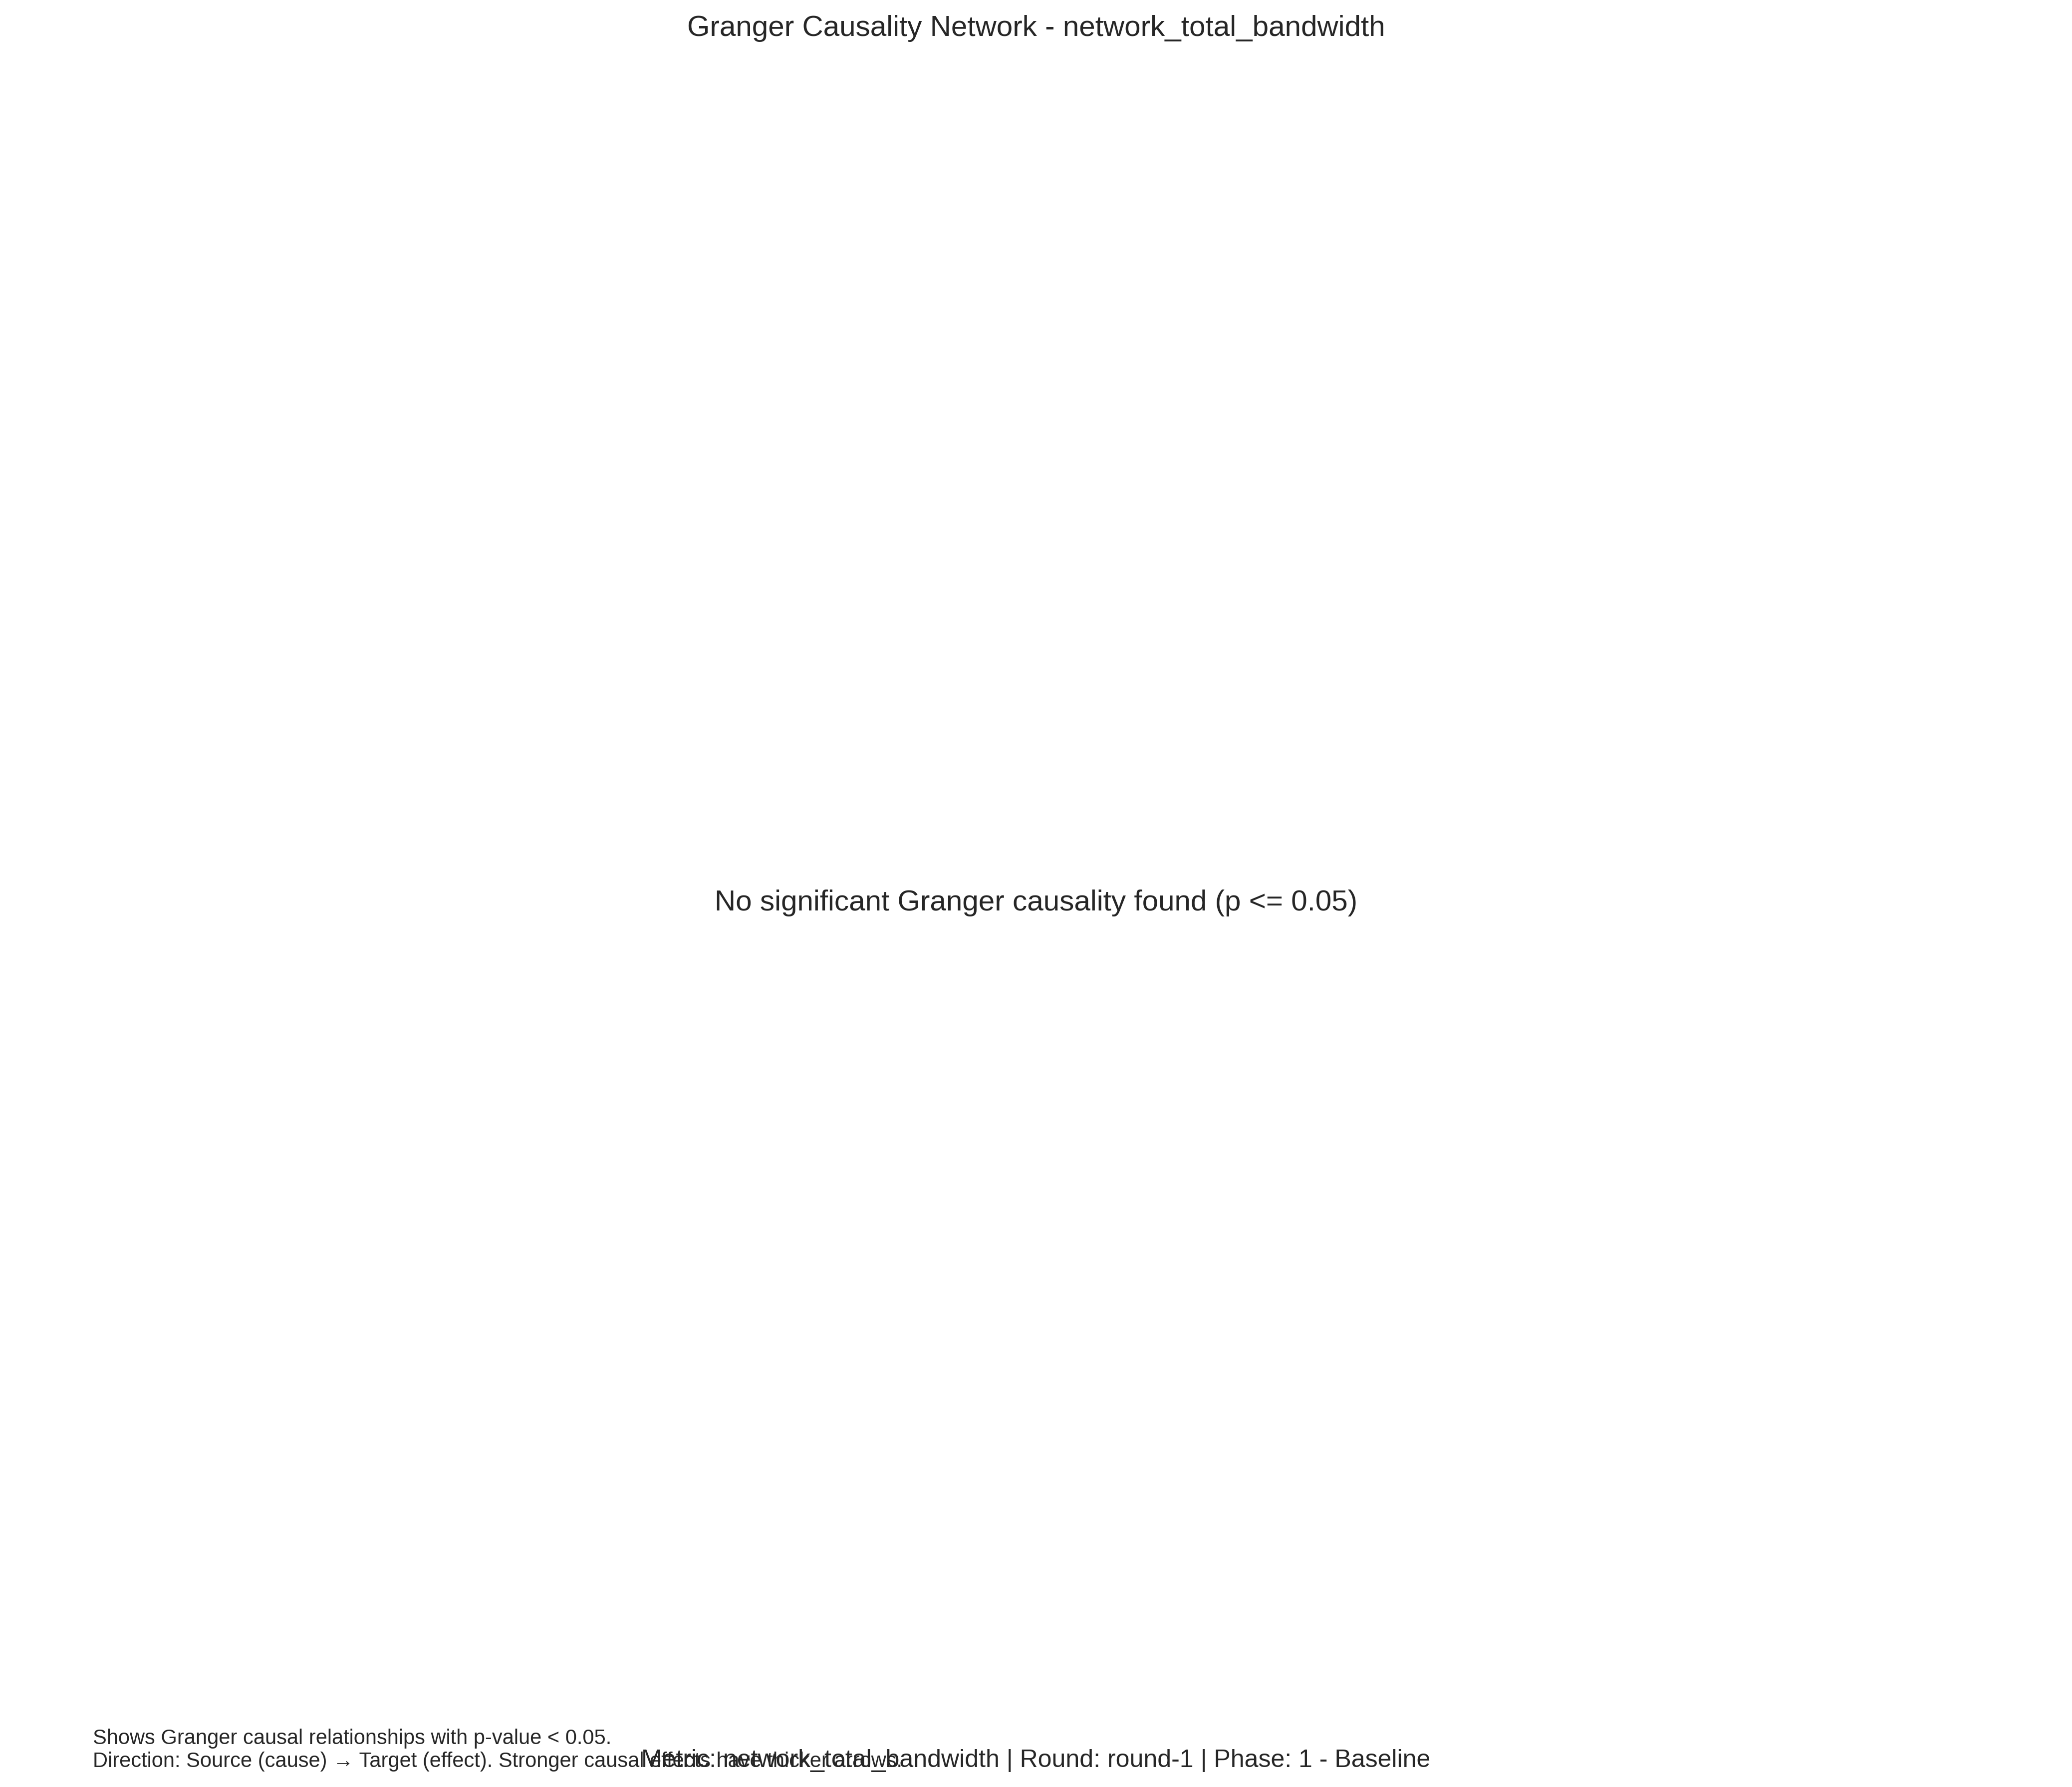 Granger Causality Network - network_total_bandwidth
No significant Granger causality found (p <= 0.05)
Shows Granger causal relationships with p-value < 0.05.
Direction: Source (cause) → Target (effect). Stronger causal effects have thicker arrows.
Metric: network_total_bandwidth | Round: round-1 | Phase: 1 - Baseline